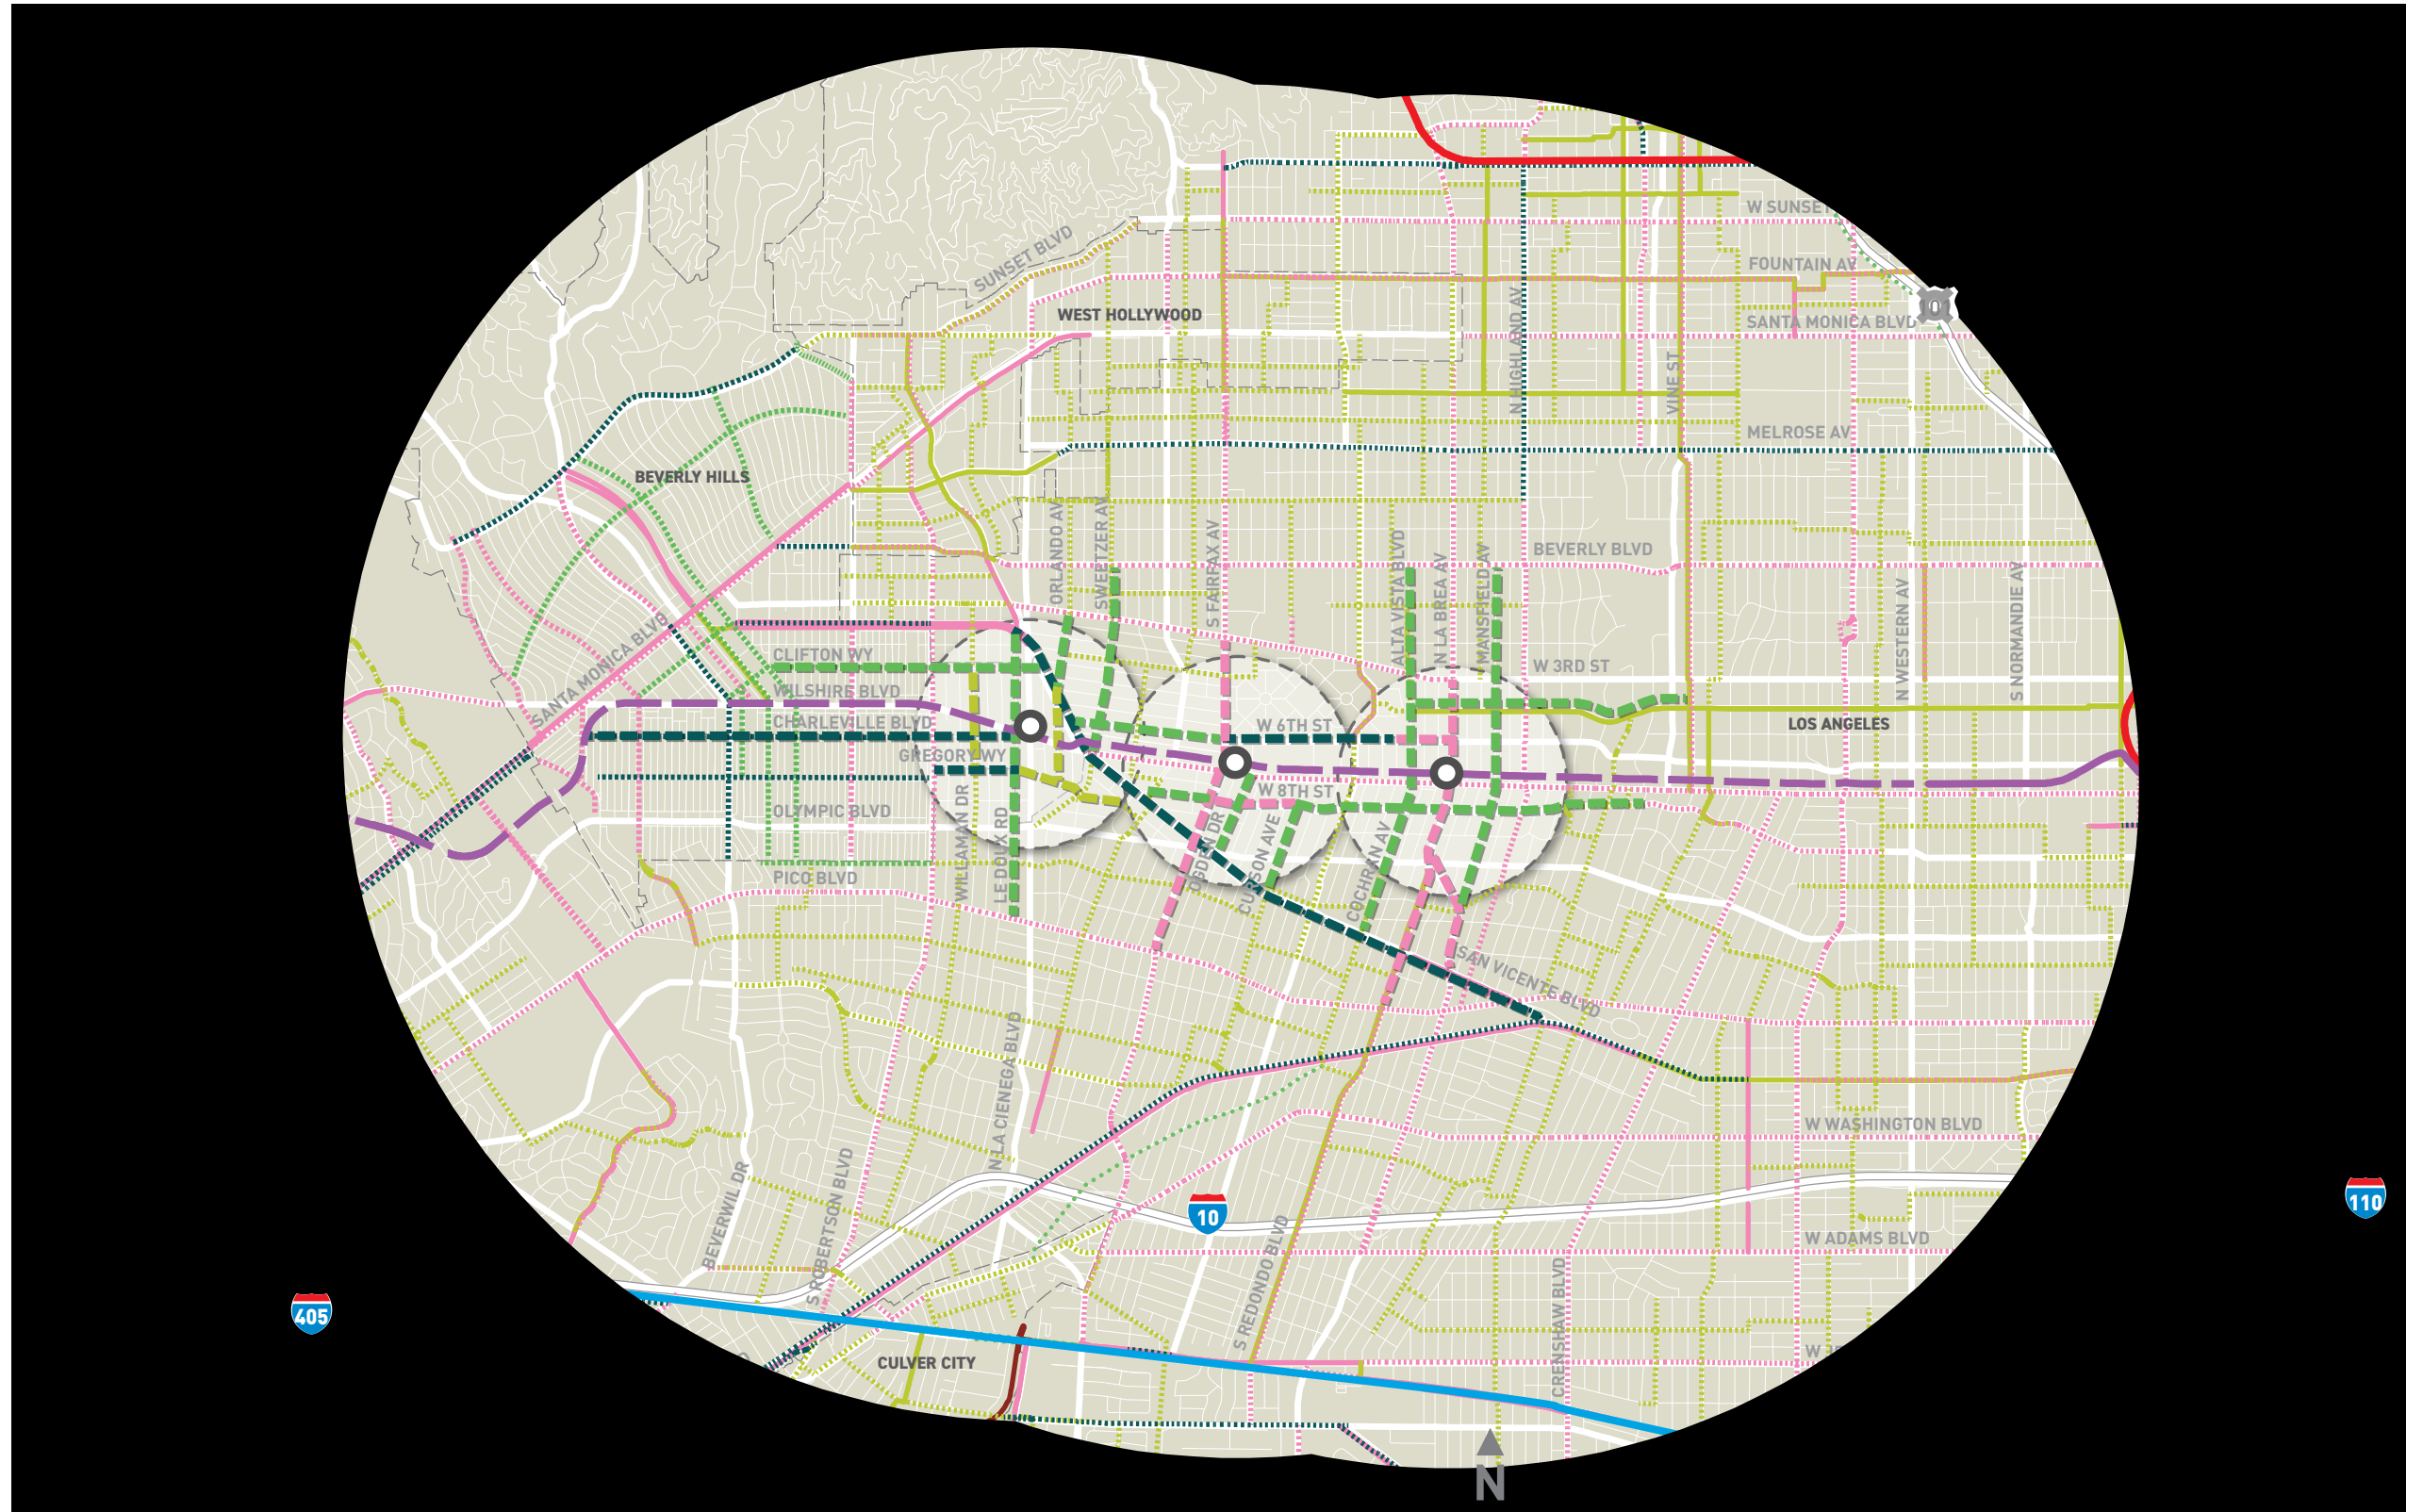 W SUNSET
SUNSET BLVD
FOUNTAIN AV
WEST HOLLYWOOD
SANTA MONICA BLVD
N HIGHLAND AV
VINE ST
MELROSE AV
BEVERLY HILLS
ORLANDO AV
SWEETZER AV
S FAIRFAX AV
ALTA VISTA BLVD
N LA BREA AV
MANSFIELD AV
BEVERLY BLVD
N WESTERN AV
S NORMANDIE AV
SANTA MONICA BLVD
CLIFTON WY
W 3RD ST
WILSHIRE BLVD
CHARLEVILLE BLVD
W 6TH ST
LOS ANGELES
GREGORY WY
W 8TH ST
OLYMPIC BLVD
WILLAMAN DR
LE DOUX RD
OGDEN DR
CURSON AVE
COCHRAN AV
PICO BLVD
SAN VICENTE BLVD
N LA CIENEGA BLVD
W WASHINGTON BLVD
BEVERWIL DR
S ROBERTSON BLVD
10
110
S REDONDO BLVD
W ADAMS BLVD
CRENSHAW BLVD
405
CULVER CITY
N